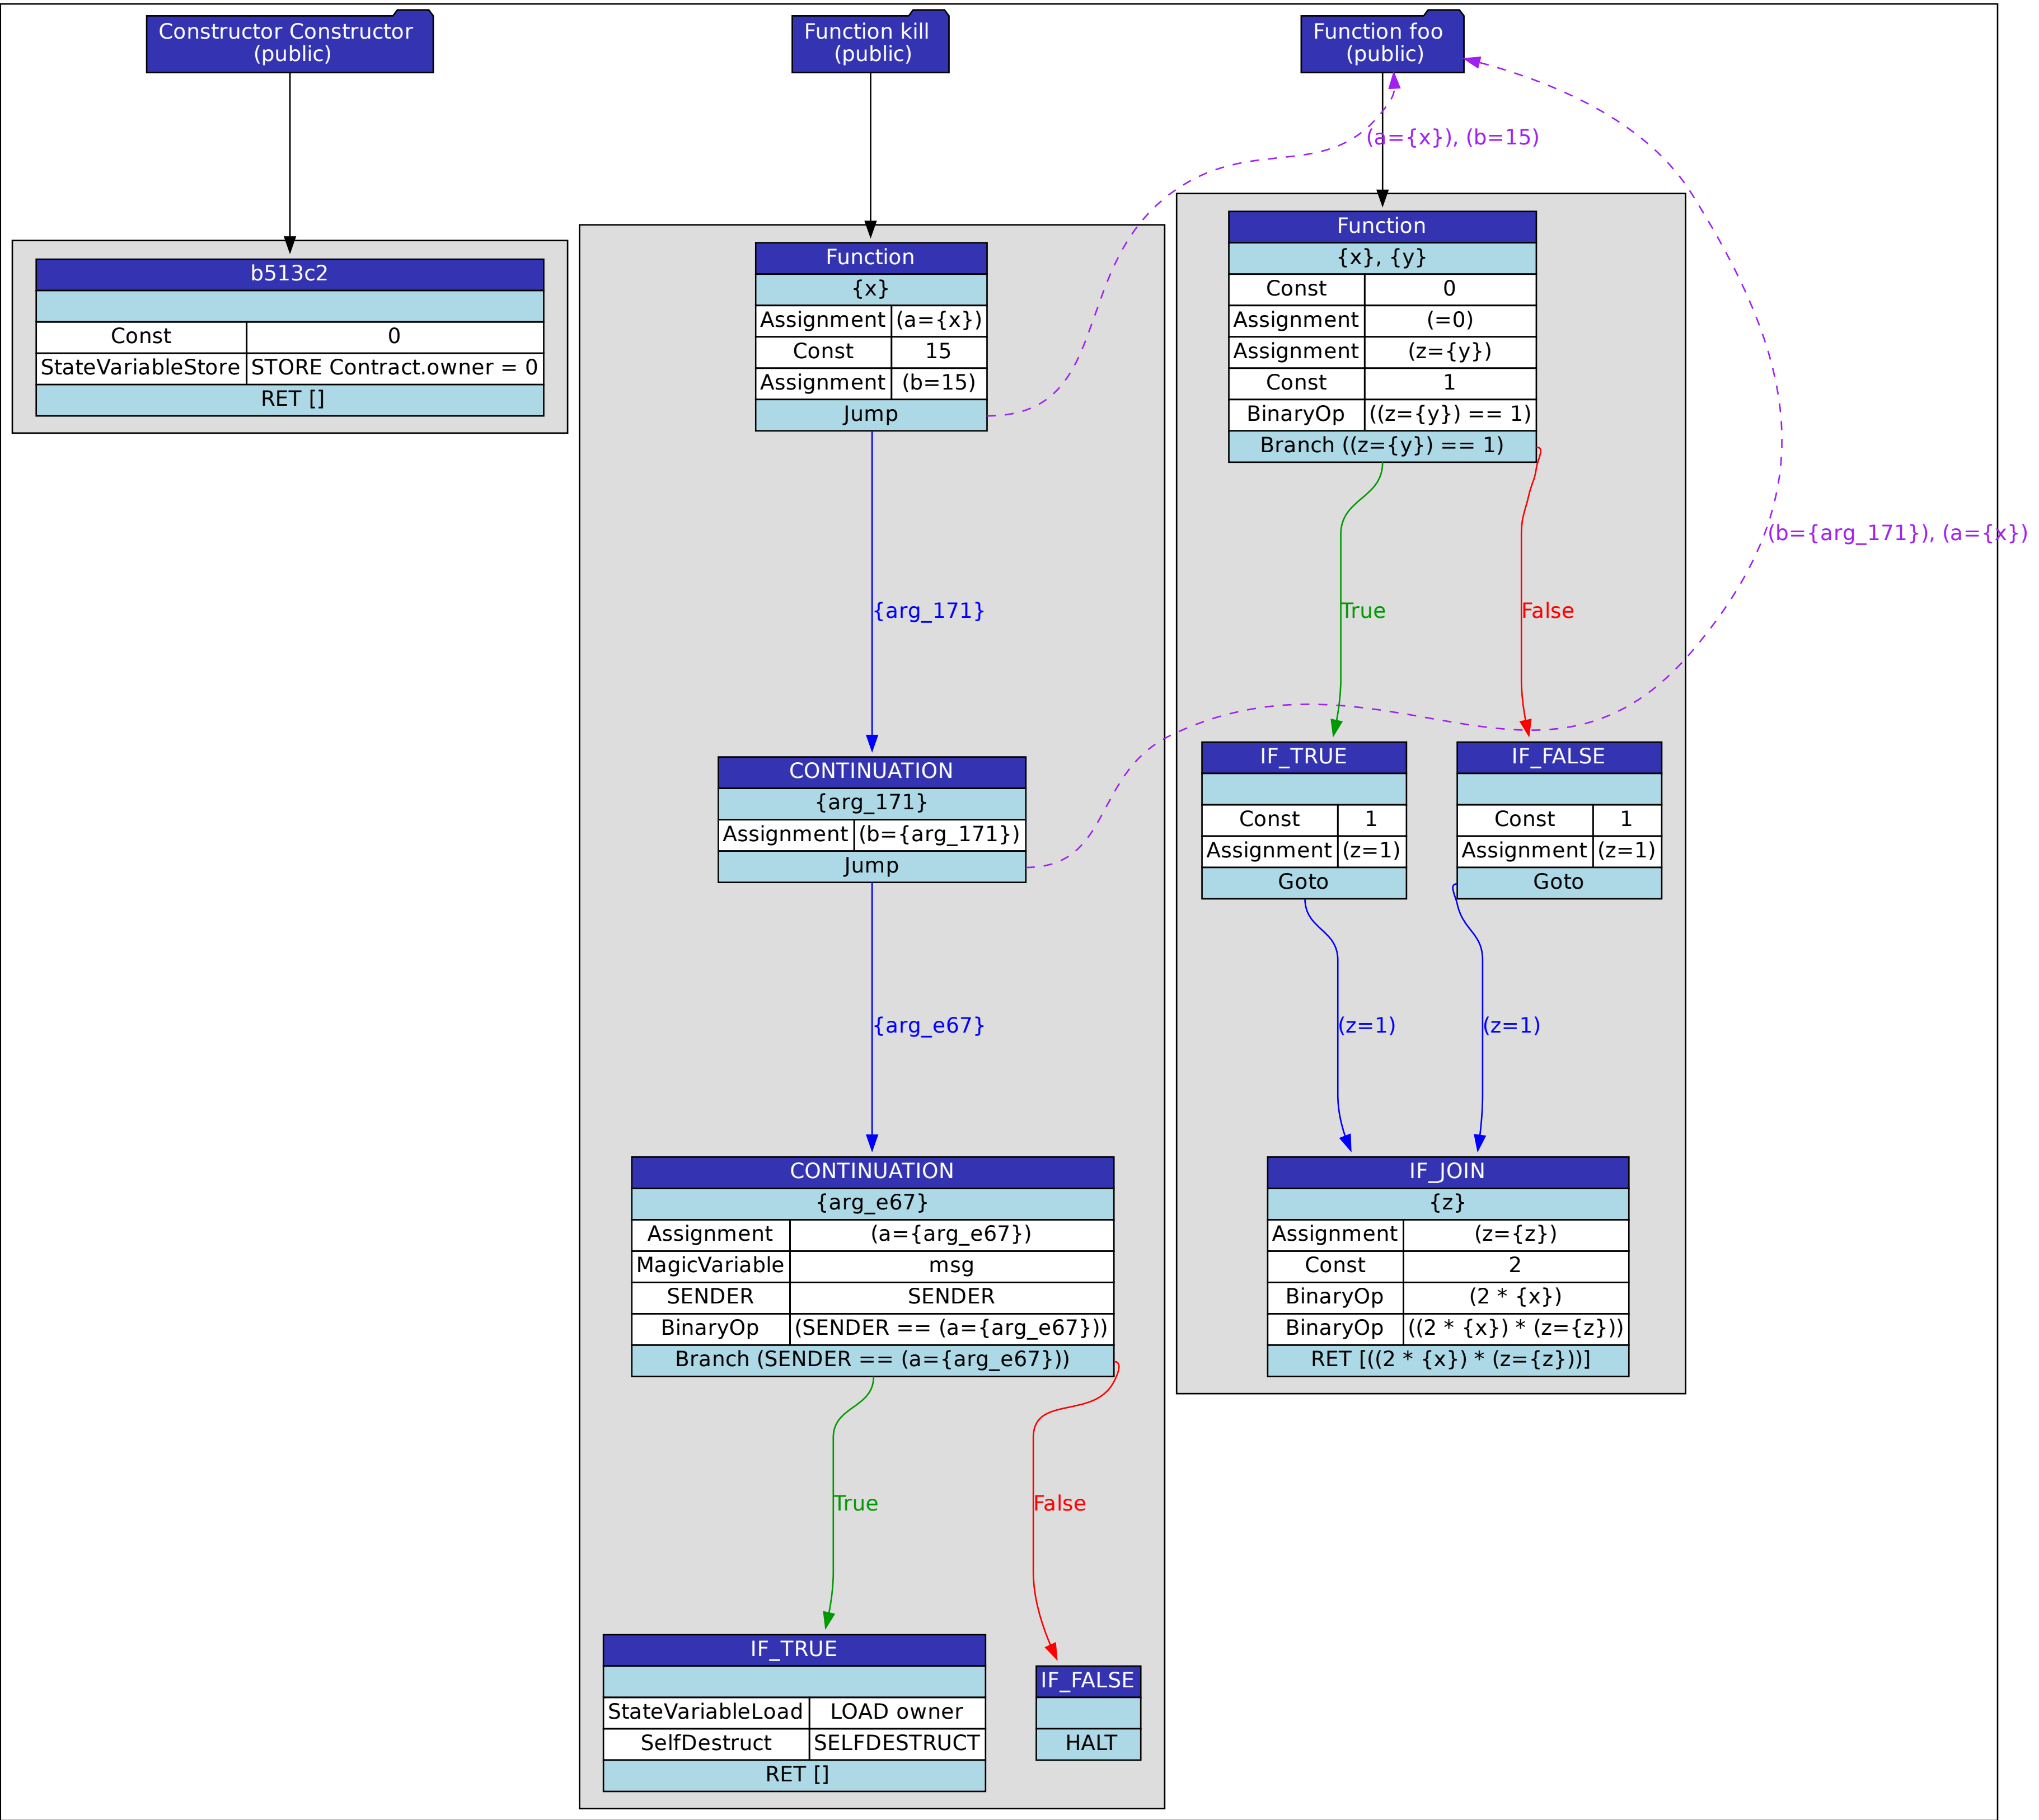 Constructor Constructor
(public)
Function kill
(public)
Function foo
(public)
(a={x}), (b=15)
b513c2
Const 0
StateVariableStore STORE Contract.owner = 0
RET []
Function
{x}
Assignment (a={x})
Const 15
Assignment (b=15)
Jump
{arg_171}
CONTINUATION
{arg_171}
Assignment (b={arg_171})
Jump
{arg_e67}
CONTINUATION
{arg_e67}
Assignment (a={arg_e67})
MagicVariable msg
SENDER SENDER
BinaryOp (SENDER == (a={arg_e67}))
Branch (SENDER == (a={arg_e67}))
True
False
IF_TRUE
StateVariableLoad LOAD owner
SelfDestruct SELFDESTRUCT
RET []
IF_FALSE
HALT
Function
{x}, {y}
Const 0
Assignment (=0)
Assignment (z={y})
Const 1
BinaryOp ((z={y}) == 1)
Branch ((z={y}) == 1)
(b={arg_171}), (a={x})
True
False
IF_TRUE
Const 1
Assignment (z=1)
Goto
IF_FALSE
Const 1
Assignment (z=1)
Goto
(z=1)
(z=1)
IF_JOIN
{z}
Assignment (z={z})
Const 2
BinaryOp (2 * {x})
BinaryOp ((2 * {x}) * (z={z}))
RET [((2 * {x}) * (z={z}))]